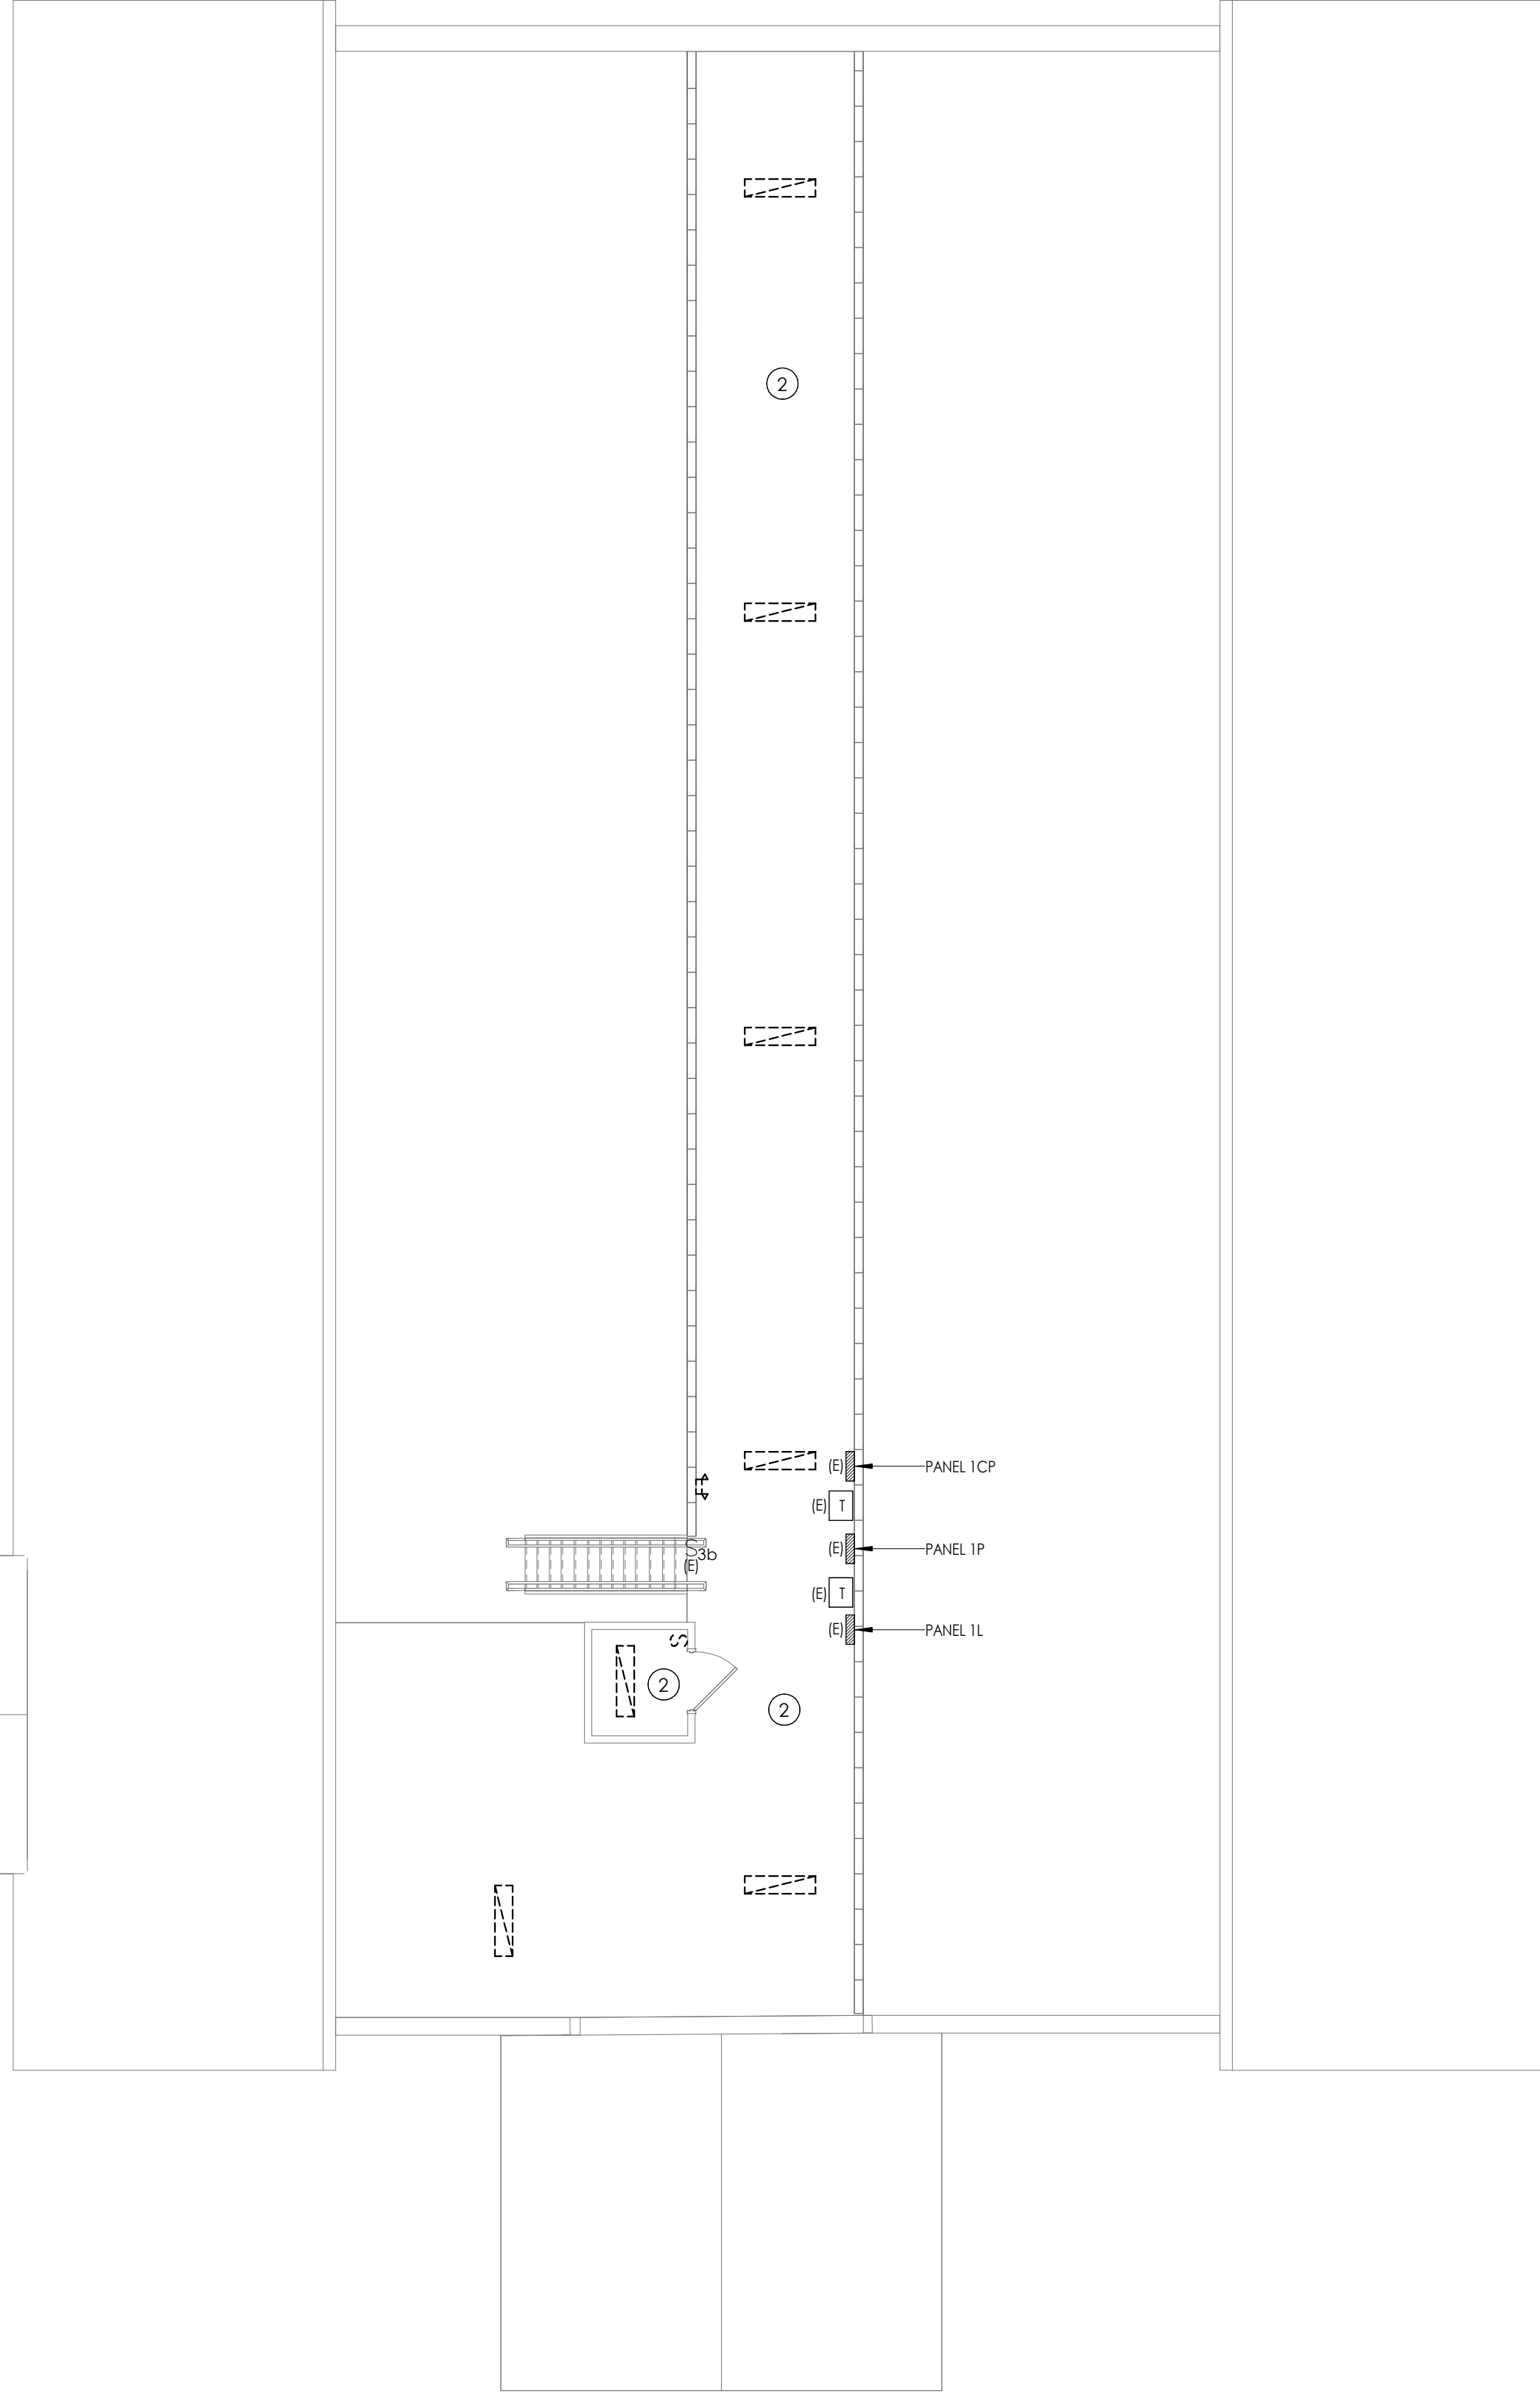 2
(E) PANEL 1CP
(E) T
(E) PANEL 1P
S3b
(E)
(E) T
(E) PANEL 1L
S
2
2